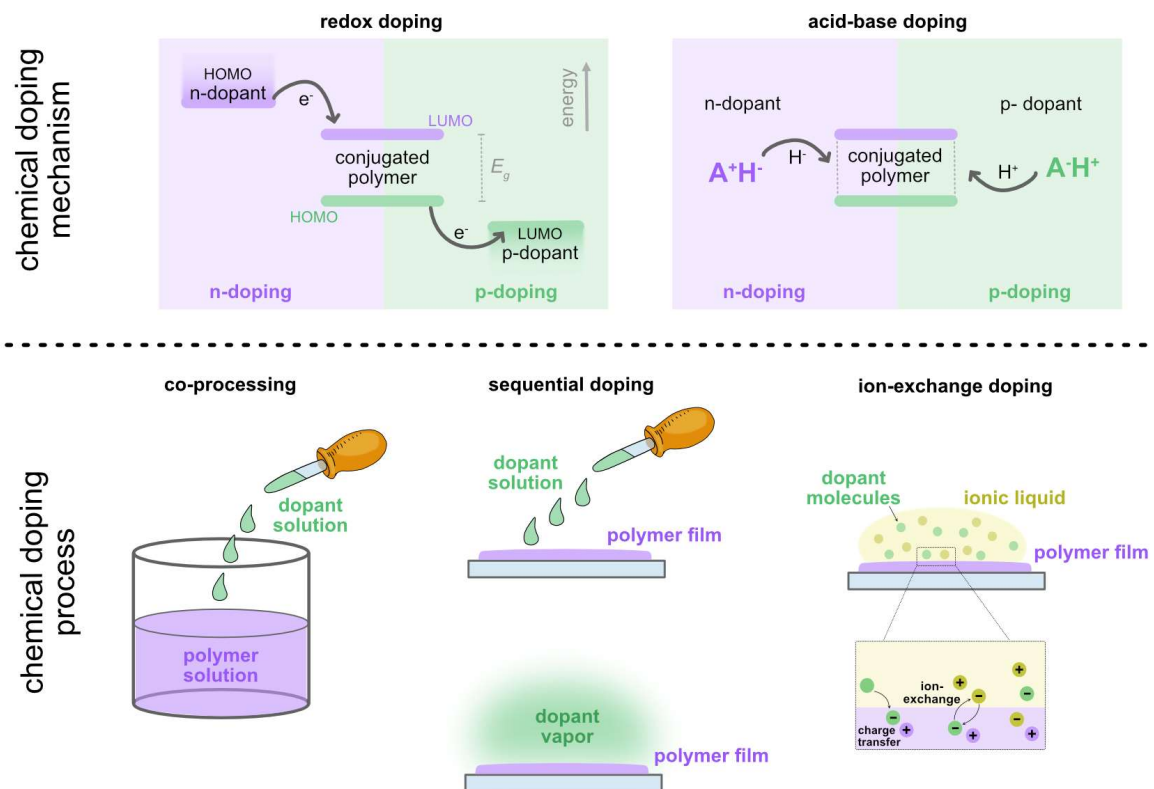 chemical doping
mechanism
redox doping
HOMO
n-dopant
e-
LUMO
energy
conjugated
polymer
Eg
HOMO
e-
LUMO
p-dopant
n-doping
p-doping
acid-base doping
n-dopant
p- dopant
A+H-
H-
conjugated
polymer
H+
A-H+
n-doping
p-doping
chemical doping
process
co-processing
dopant
solution
polymer
solution
sequential doping
dopant
solution
polymer film
dopant
vapor
polymer film
ion-exchange doping
dopant
molecules
ionic liquid
polymer film
ion-
exchange
charge
transfer
+
-
-
+
-
-
+
+
-
-
+